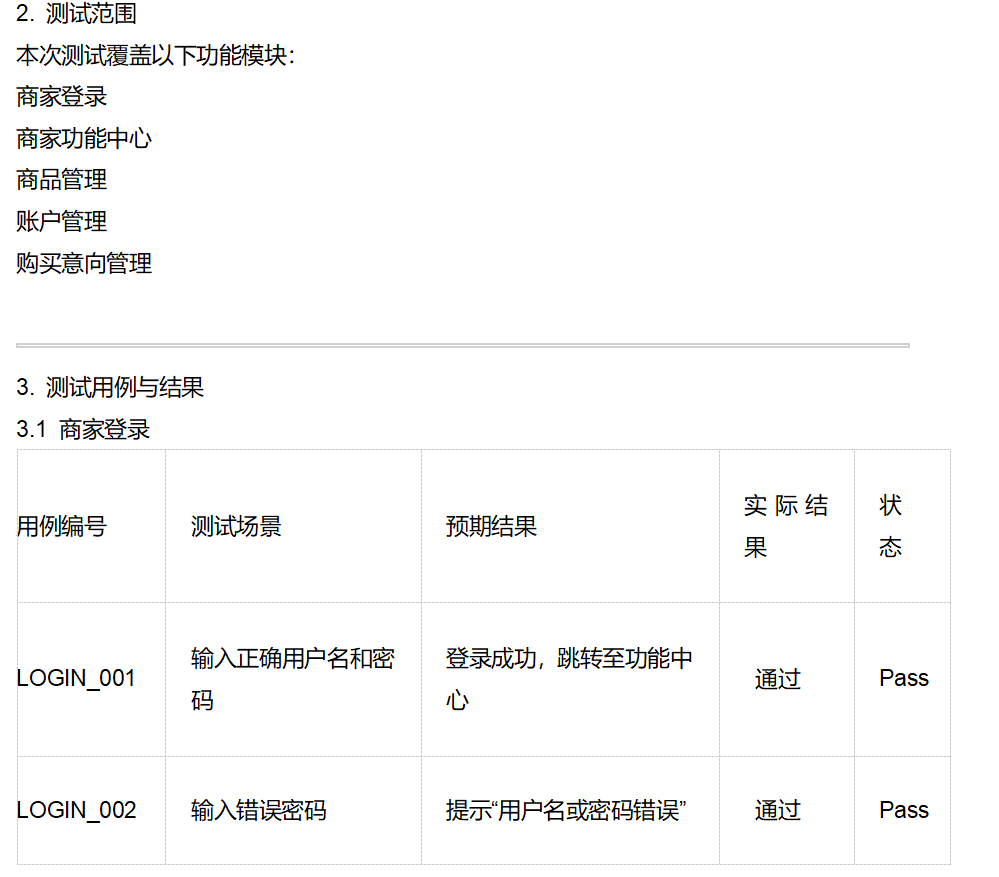 2. 测试范围
本次测试覆盖以下功能模块：
商家登录
商家功能中心
商品管理
账户管理
购买意向管理
3. 测试用例与结果
3.1 商家登录
用例编号 测试场景 预期结果 实际结果 状态
LOGIN_001 输入正确用户名和密码 登录成功，跳转至功能中心 通过 Pass
LOGIN_002 输入错误密码 提示“用户名或密码错误” 通过 Pass